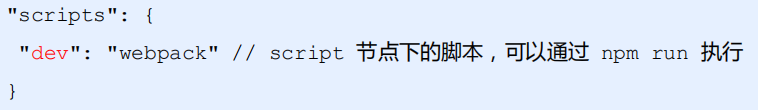 "scripts": {
"dev": "webpack" // script 节点下的脚本，可以通过 npm run 执行
}